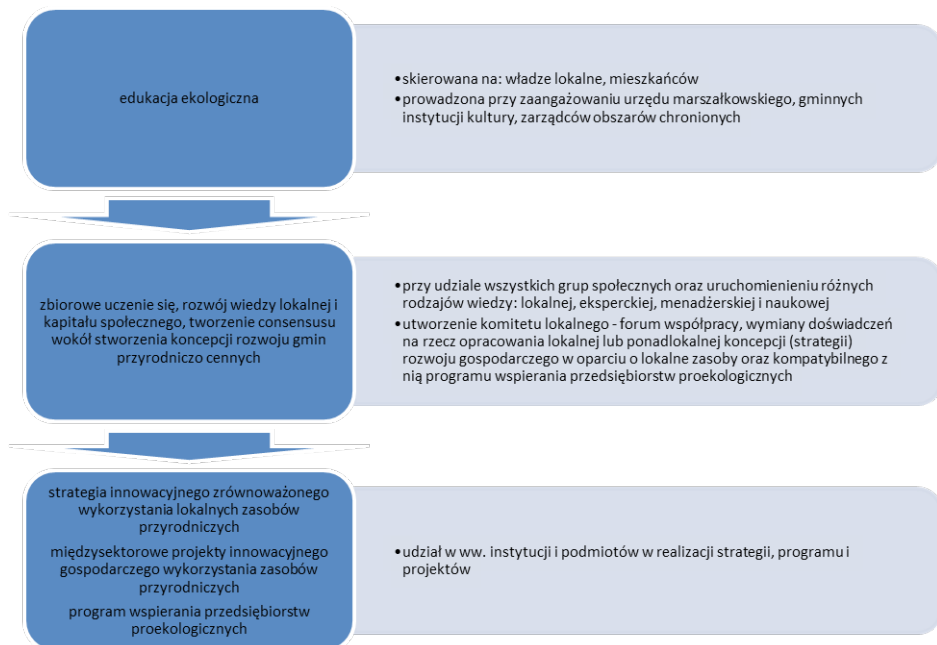 edukacja ekologiczna
•skierowana na: władze lokalne, mieszkańców
•prowadzona przy zaangażowaniu urzędu marszałkowskiego, gminnych
instytucji kultury, zarządców obszarów chronionych
zbiorowe uczenie się, rozwój wiedzy lokalnej i
kapitału społecznego, tworzenie consensusu
wokół stworzenia koncepcji rozwoju gmin
przyrodniczo cennych
•przy udziale wszystkich grup społecznych oraz uruchomieniu różnych
rodzajów wiedzy: lokalnej, eksperckiej, menadżerskiej i naukowej
•utworzenie komitetu lokalnego - forum współpracy, wymiany doświadczeń
na rzecz opracowania lokalnej lub ponadlokalnej koncepcji (strategii)
rozwoju gospodarczego w oparciu o lokalne zasoby oraz kompatybilnego z
nią programu wspierania przedsiębiorstw proekologicznych
strategia innowacyjnego zrównoważonego
wykorzystania lokalnych zasobów
przyrodniczych
międzysektorowe projekty innowacyjnego
gospodarczego wykorzystania zasobów
przyrodniczych
program wspierania przedsiębiorstw
proekologicznych
•udział w ww. instytucji i podmiotów w realizacji strategii, programu i
projektów